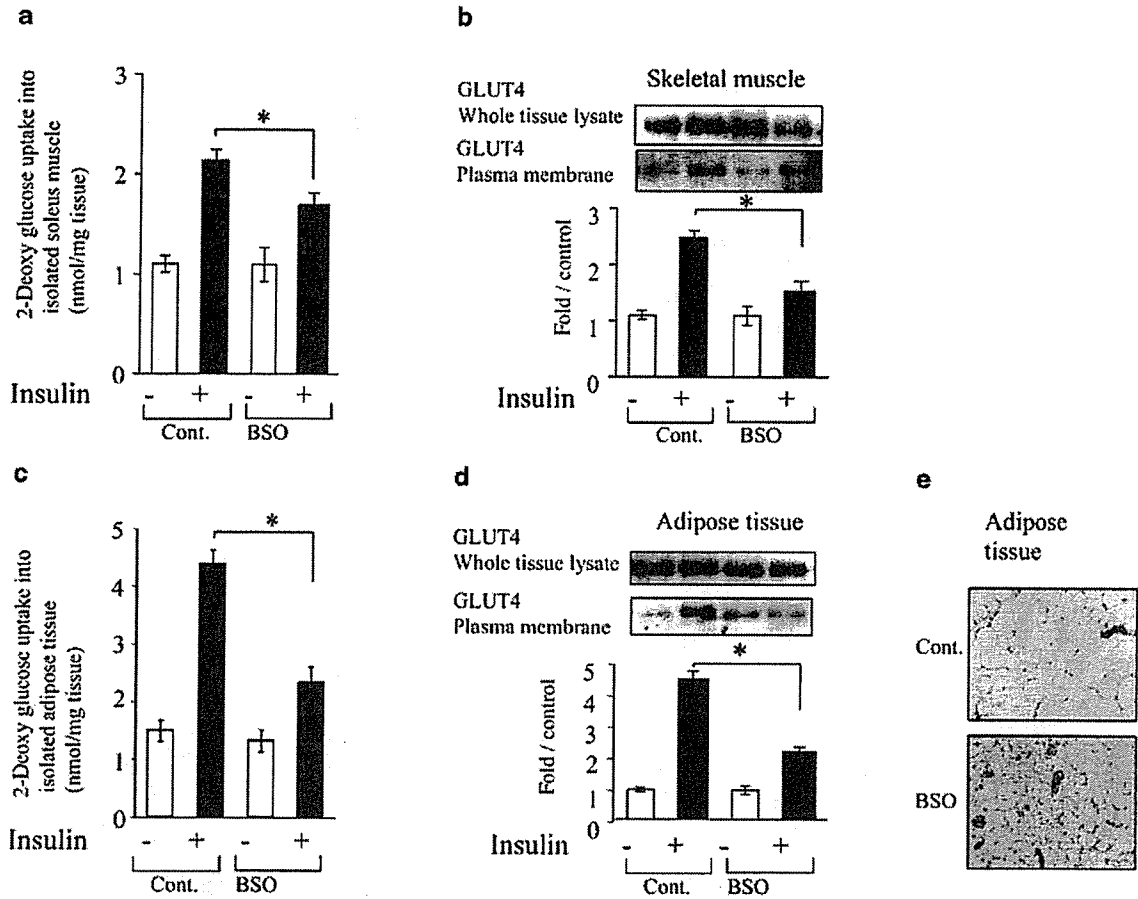 a
2-Deoxy glucose uptake into
isolated soleus muscle
(nmol/mg tissue)
3
2
1
0
*
Insulin - + - +
Cont. BSO
b
Skeletal muscle
GLUT4
Whole tissue lysate
GLUT4
Plasma membrane
Fold / control
3
2
1
0
*
Insulin - + - +
Cont. BSO
c
2-Deoxy glucose uptake into
isolated adipose tissue
(nmol/mg tissue)
5
4
3
2
1
0
*
Insulin - + - +
Cont. BSO
d
Adipose tissue
GLUT4
Whole tissue lysate
GLUT4
Plasma membrane
Fold / control
5
4
3
2
1
0
*
Insulin - + - +
Cont. BSO
e
Adipose
tissue
Cont.
BSO